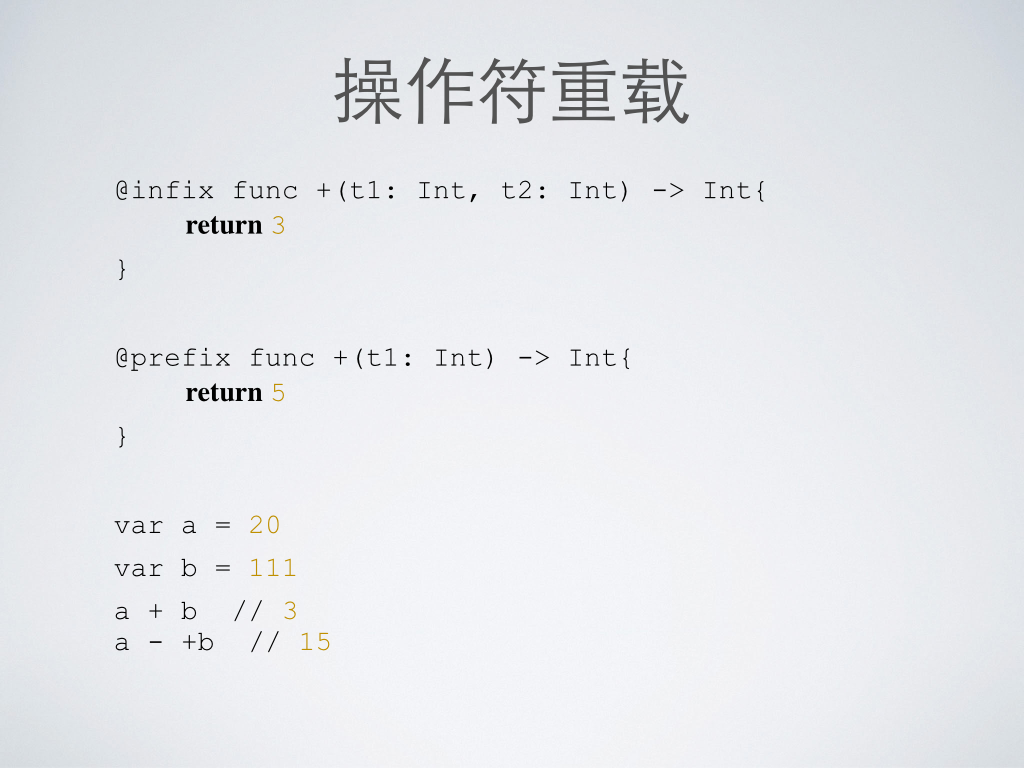 操作符重载
@infix func +(t1: Int, t2: Int) -> Int{
return 3
}
@prefix func +(t1: Int) -> Int{
return 5
}
var a = 20
var b = 111
a + b  // 3
a - +b  // 15